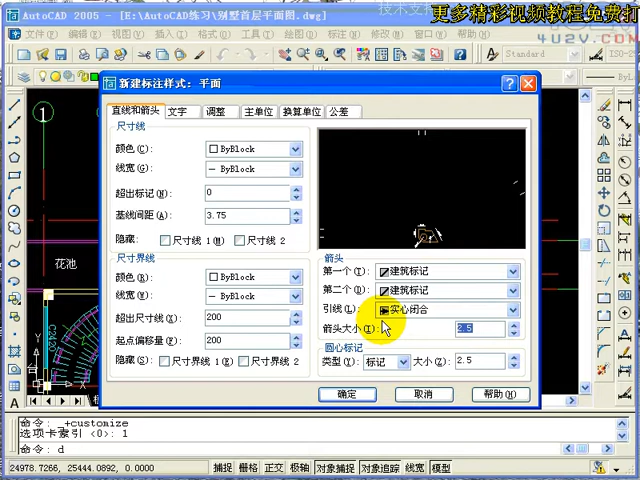 AutoCAD 2005 - [E:\AutoCAD练习\别墅首层平面图.dwg]
技术支持
更多精彩视频教程免费打
4U2V.COM
文件(F) 编辑(E) 视图(V) 插入(I) 格式(O) 工具(T) 绘图(D) 标注(N) 修改(M) 窗口(W) 帮助(H)
Standard
ISO-2
ByLayer
新建标注样式: 平面
直线和箭头 文字 调整 主单位 换算单位 公差
尺寸线
颜色(C): ByBlock
线宽(G): ByBlock
超出标记(N): 0
基线间距(A): 3.75
隐藏: 尺寸线 1(M) 尺寸线 2
尺寸界线
颜色(R): ByBlock
线宽(W): ByBlock
超出尺寸线(X): 200
起点偏移量(F): 200
隐藏(S): 尺寸界线 1(E) 尺寸界线 2
箭头
第一个(T): 建筑标记
第二个(D): 建筑标记
引线(L): 实心闭合
箭头大小(I): 2.5
圆心标记
类型(Y): 标记 大小(Z): 2.5
确定 取消 帮助(H)
1
花池
C2420
模
命令: _+customize
选项卡索引 <0>: 1
命令: d
24978.7266, 25444.0892, 0.0000 捕捉 栅格 正交 极轴 对象捕捉 对象追踪 线宽 模型